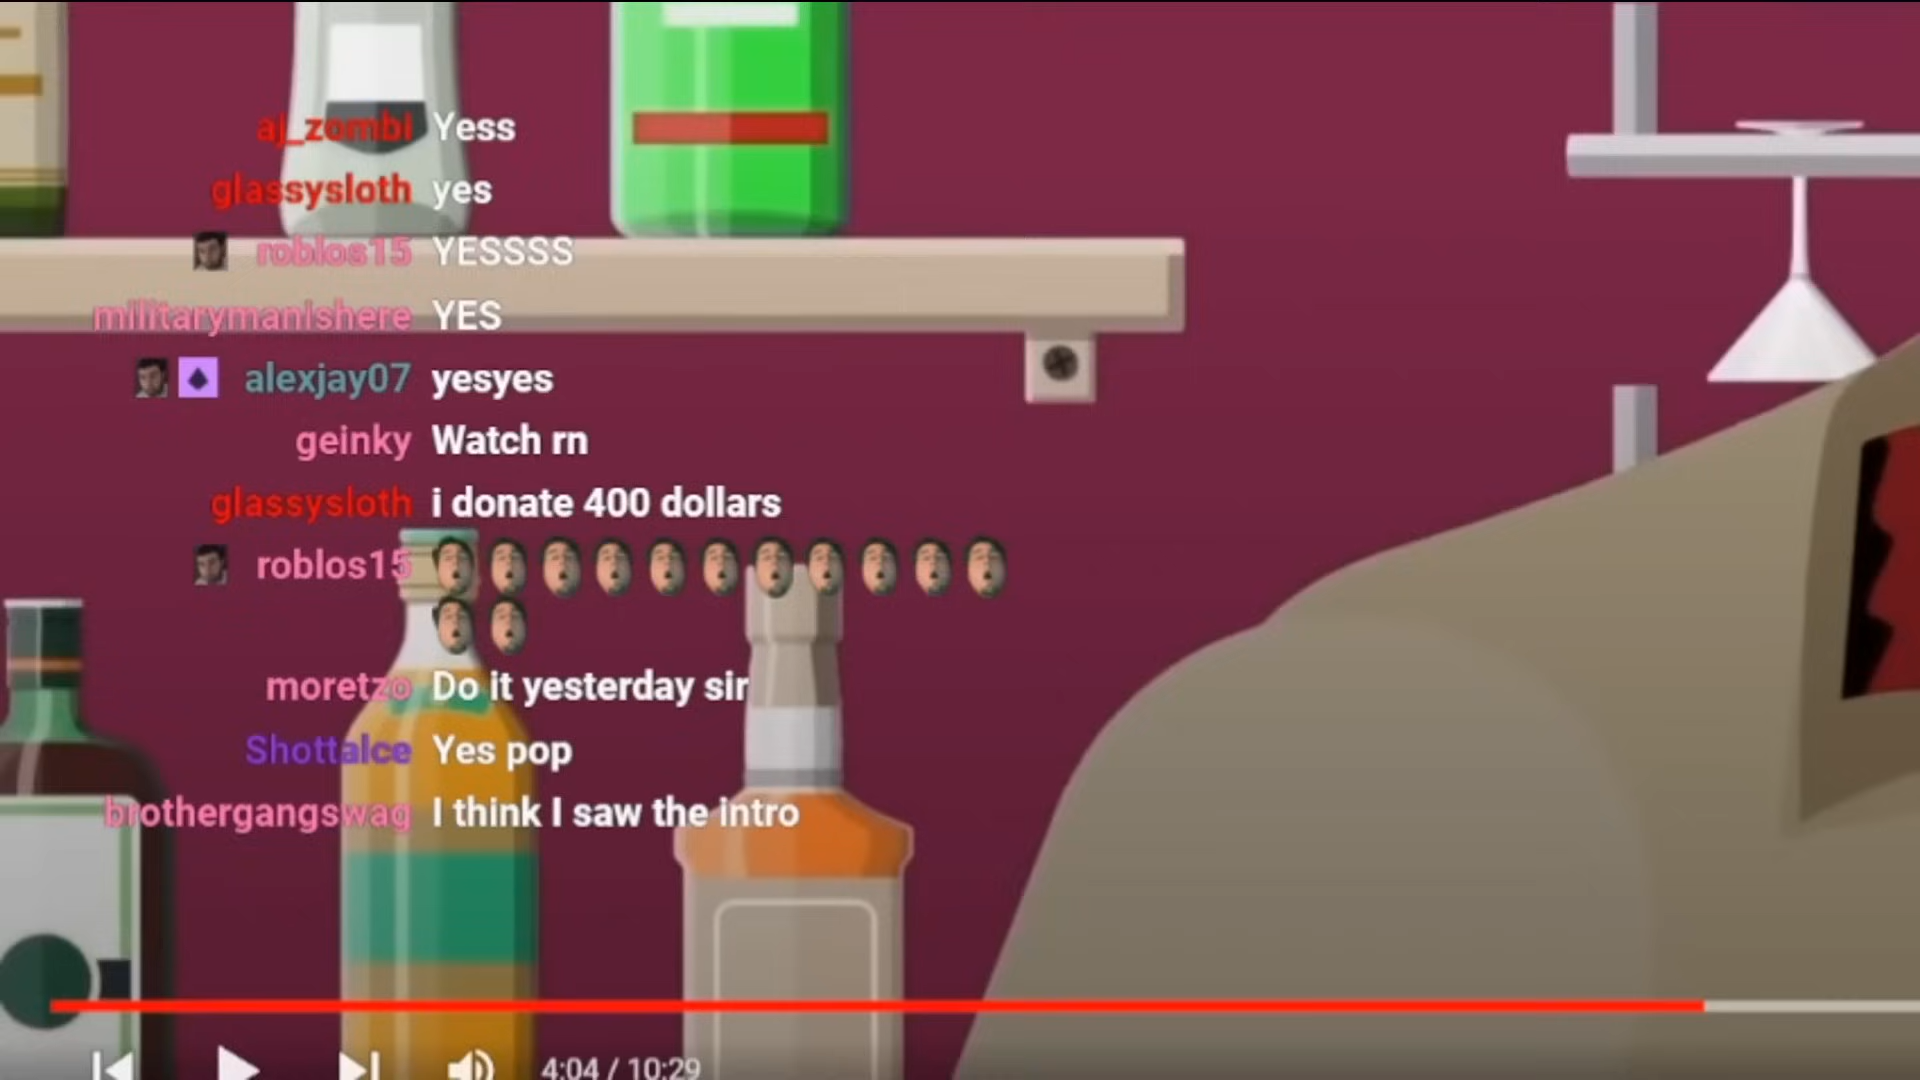 aj_zombi Yess
glassysloth yes
roblos15 YESSSS
militarymanishere YES
alexjay07 yesyes
geinky Watch rn
glassysloth i donate 400 dollars
roblos15
moretzo Do it yesterday sir
ShottaIce Yes pop
brothergangswag I think I saw the intro
4:04 / 10:29